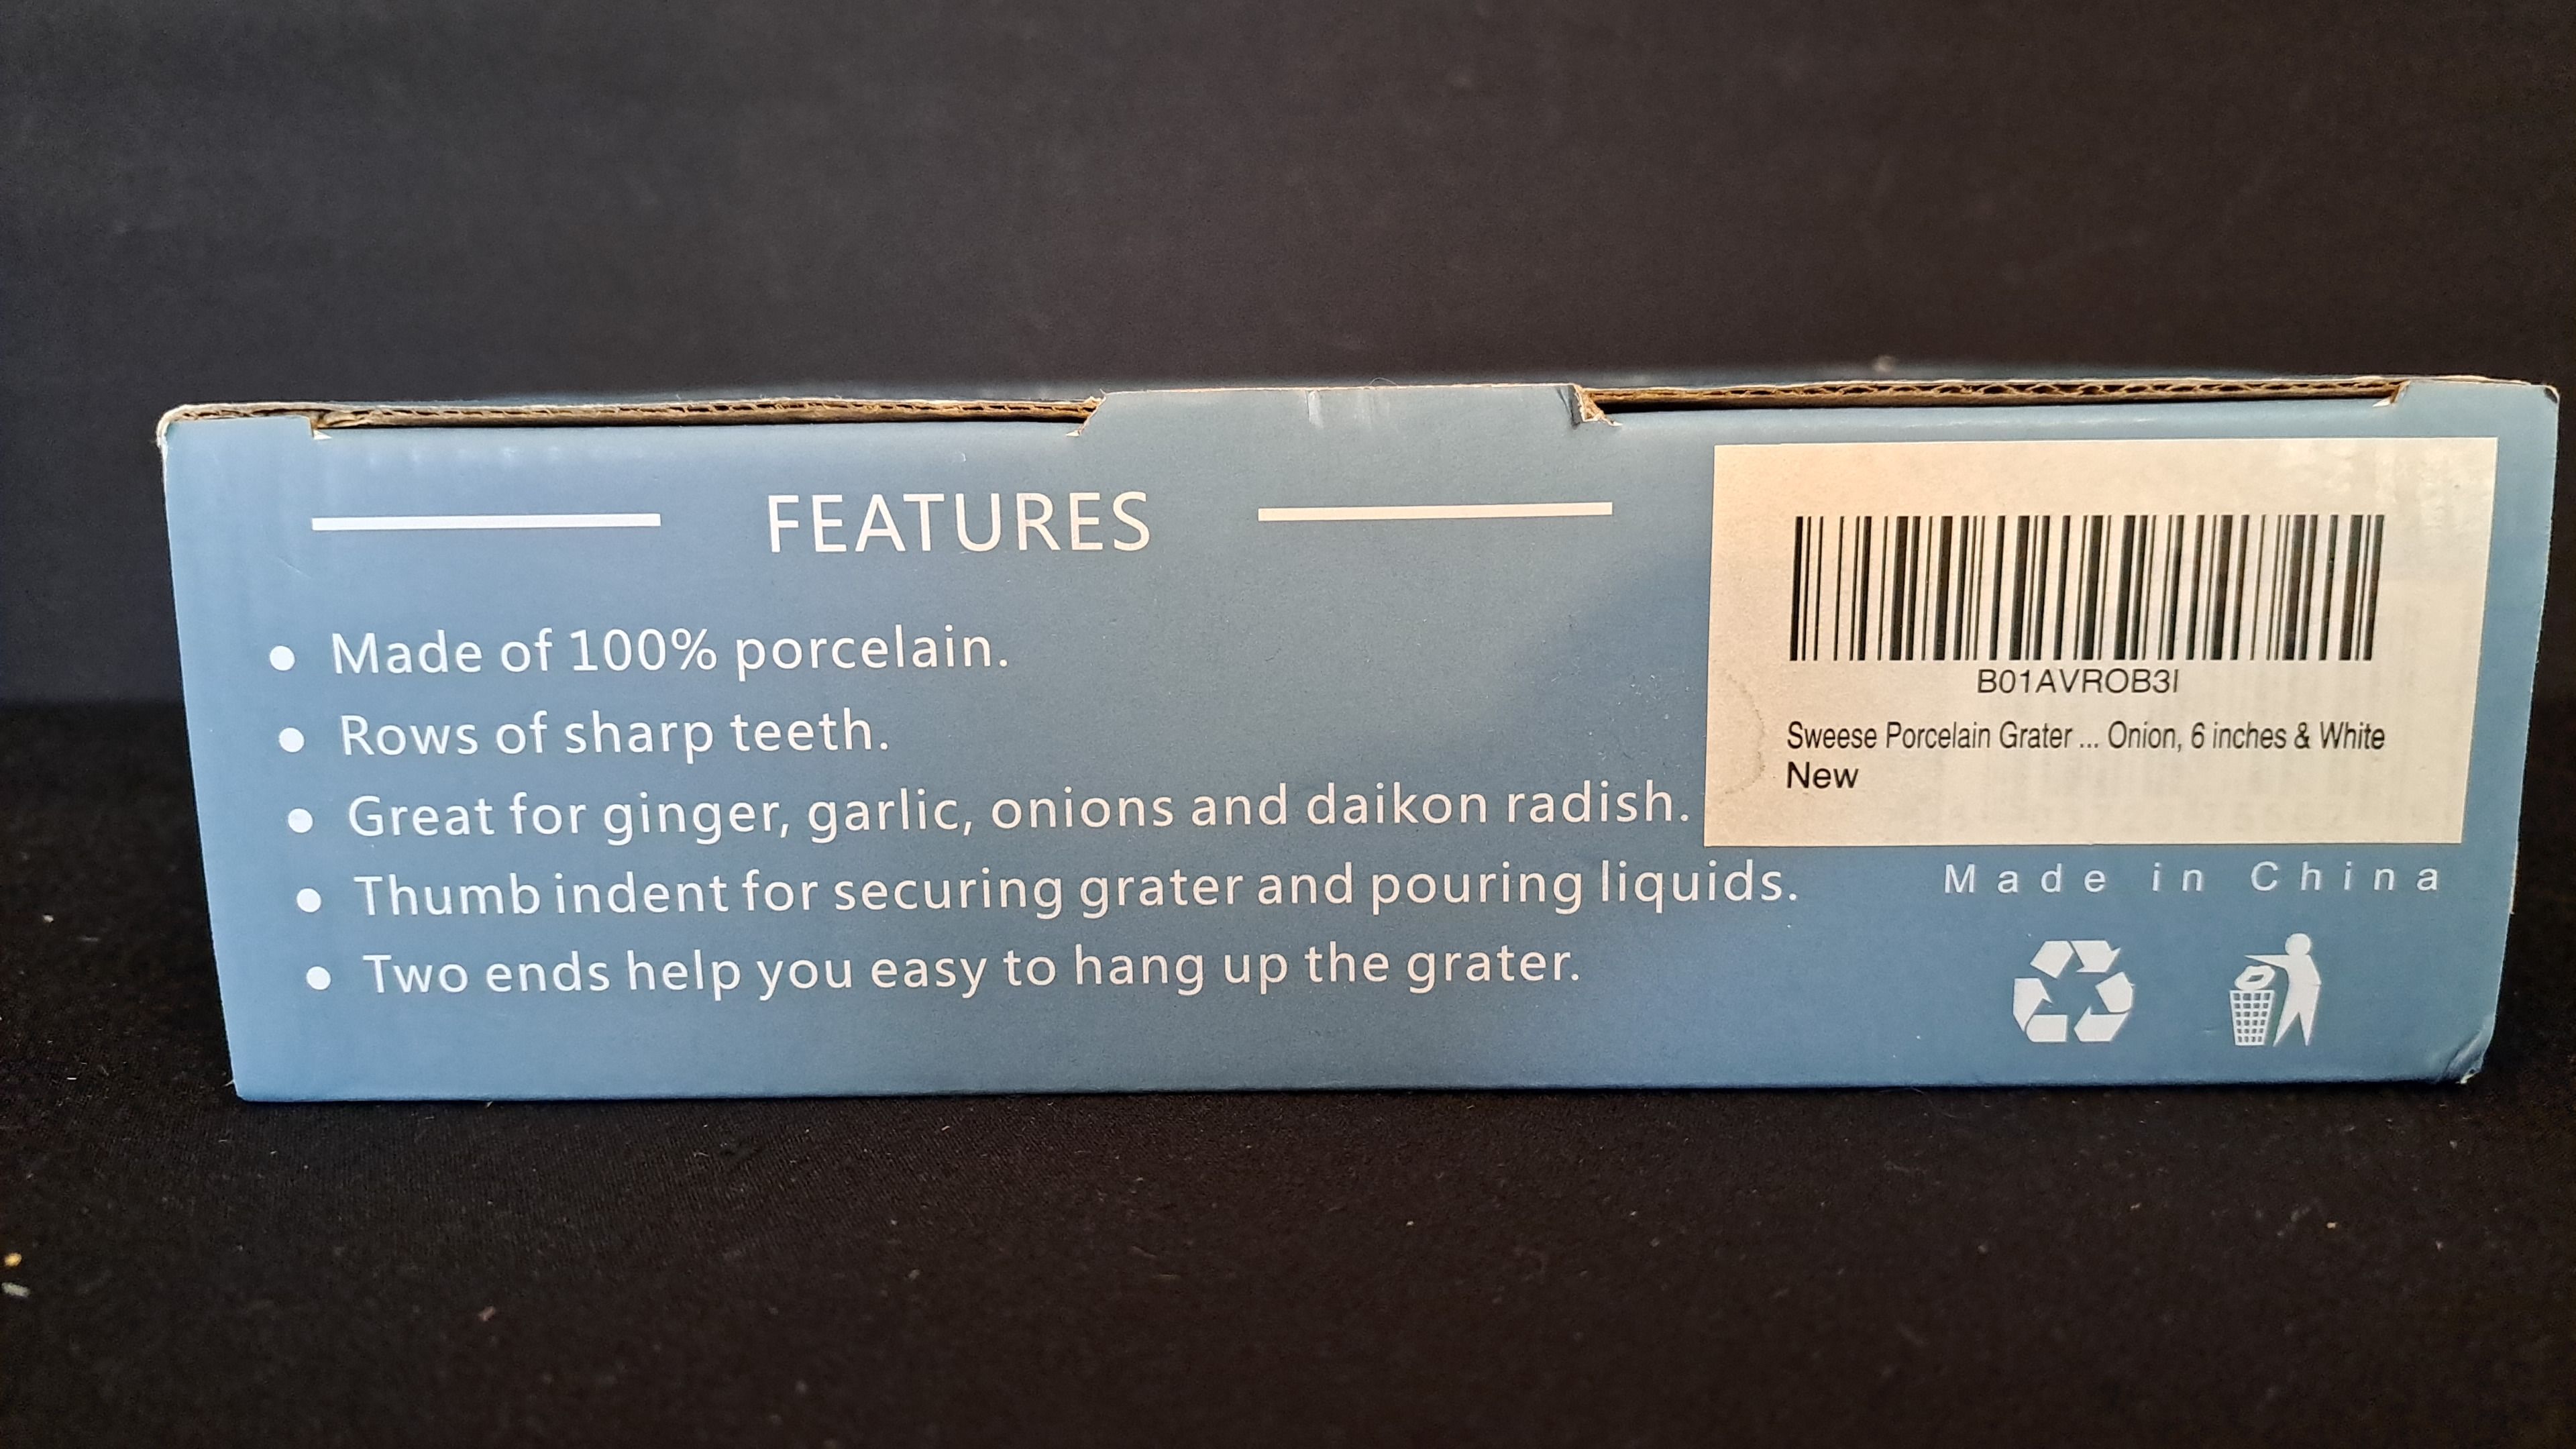 FEATURES
• Made of 100% porcelain.
• Rows of sharp teeth.
• Great for ginger, garlic, onions and daikon radish.
• Thumb indent for securing grater and pouring liquids.
• Two ends help you easy to hang up the grater.
B01AVROB3I
Sweese Porcelain Grater ... Onion, 6 inches & White
New
Made in China